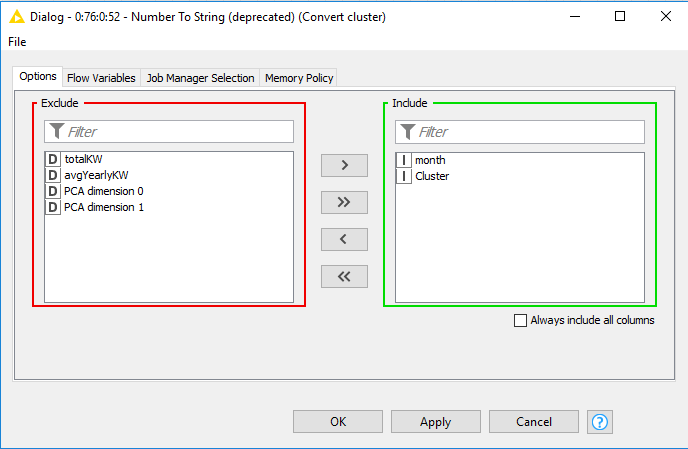 Dialog - 0:76:0:52 - Number To String (deprecated) (Convert cluster)
File
Options Flow Variables Job Manager Selection Memory Policy
Exclude
Filter
D totalKW
D avgYearlyKW
D PCA dimension 0
D PCA dimension 1
>
>>
<
<<
Include
Filter
I month
I Cluster
Always include all columns
OK Apply Cancel ?